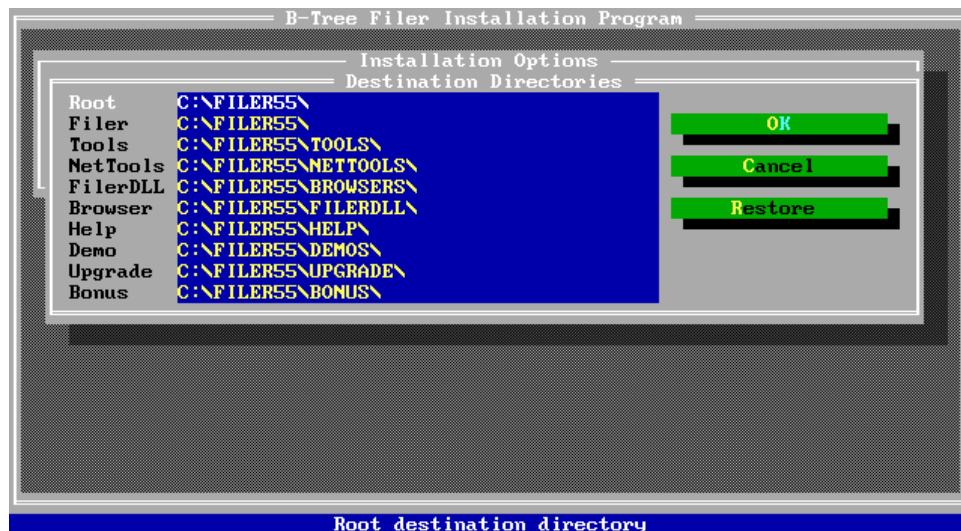 B-Tree Filer Installation Program
Installation Options
Destination Directories
Root C:\FILER55\
Filer C:\FILER55\
Tools C:\FILER55\TOOLS\
NetTools C:\FILER55\NETTOOLS\
FilerDLL C:\FILER55\BROWSERS\
Browser C:\FILER55\FILERDLL\
Help C:\FILER55\HELP\
Demo C:\FILER55\DEMOS\
Upgrade C:\FILER55\UPGRADE\
Bonus C:\FILER55\BONUS\
OK
Cancel
Restore
Root destination directory